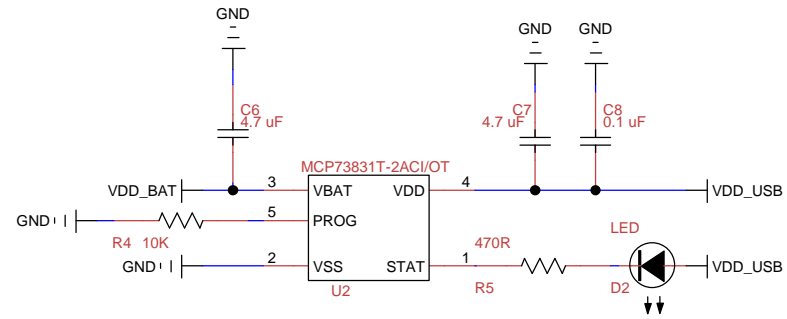 GND
GND
GND
C6
4.7 uF
C7
4.7 uF
C8
0.1 uF
MCP73831T-2ACI/OT
VDD_BAT
3
VBAT
VDD
4
VDD_USB
GND
5
PROG
R4 10K
LED
470R
GND
2
VSS
STAT
1
VDD_USB
U2
R5
D2